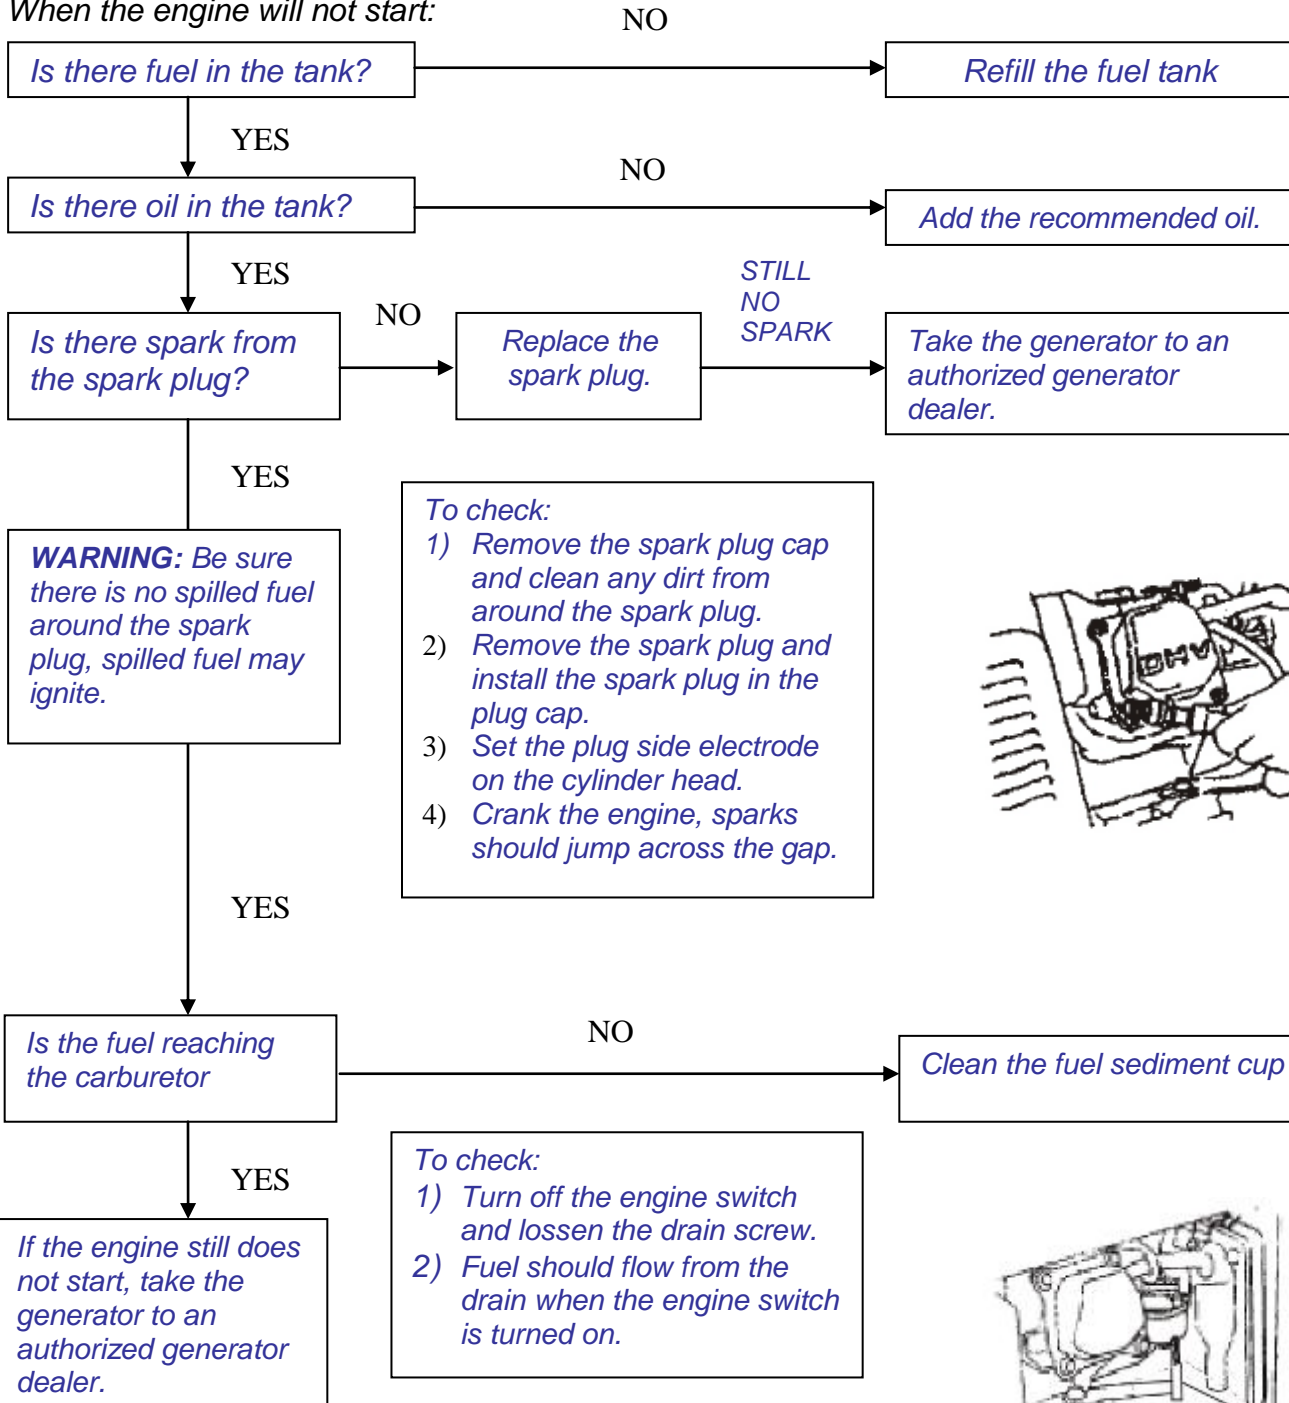 When the engine will not start:
NO
Is there fuel in the tank?
Refill the fuel tank
YES
NO
Is there oil in the tank?
Add the recommended oil.
YES
NO
STILL
NO
SPARK
Is there spark from
the spark plug?
Replace the
spark plug.
Take the generator to an
authorized generator
dealer.
YES
WARNING: Be sure
there is no spilled fuel
around the spark
plug, spilled fuel may
ignite.
To check:
1) Remove the spark plug cap
and clean any dirt from
around the spark plug.
2) Remove the spark plug and
install the spark plug in the
plug cap.
3) Set the plug side electrode
on the cylinder head.
4) Crank the engine, sparks
should jump across the gap.
OHV
YES
Is the fuel reaching
the carburetor
NO
Clean the fuel sediment cup
YES
To check:
1) Turn off the engine switch
and lossen the drain screw.
2) Fuel should flow from the
drain when the engine switch
is turned on.
If the engine still does
not start, take the
generator to an
authorized generator
dealer.